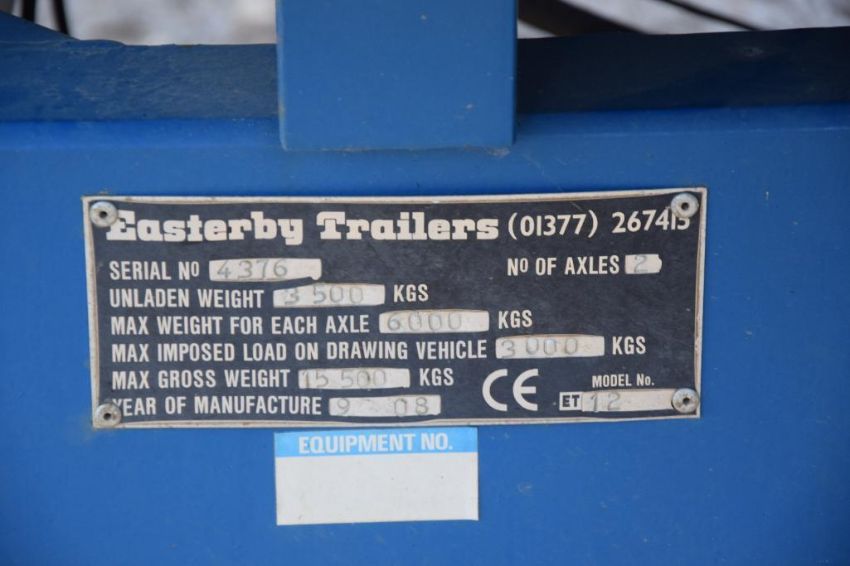 Easterby Trailers (01377) 267415
SERIAL NO 4376 NO OF AXLES 2
UNLADEN WEIGHT 3 500 KGS
MAX WEIGHT FOR EACH AXLE 6000 KGS
MAX IMPOSED LOAD ON DRAWING VEHICLE 3000 KGS
MAX GROSS WEIGHT 15 500 KGS CE MODEL No.
YEAR OF MANUFACTURE 9 08 ET 12
EQUIPMENT NO.